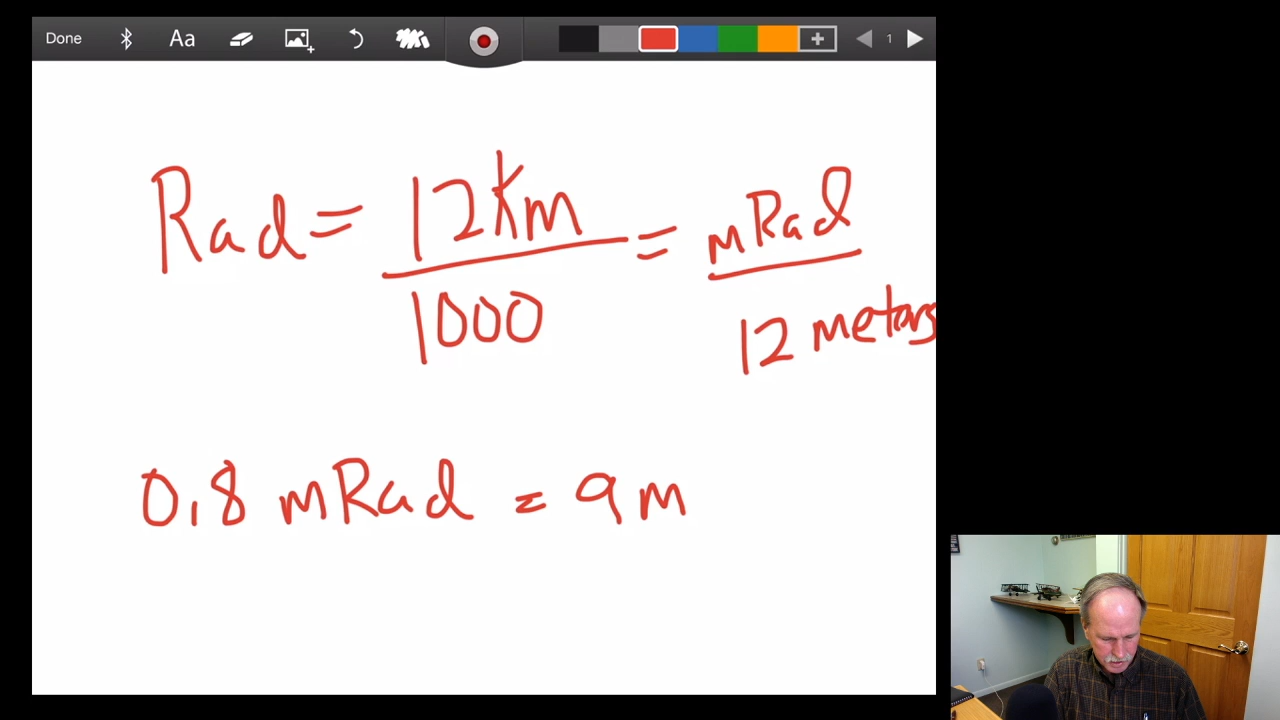 Done Aa 1
Rad = 12Km = mRad
1000 12 meters
0.8 mRad = 9m